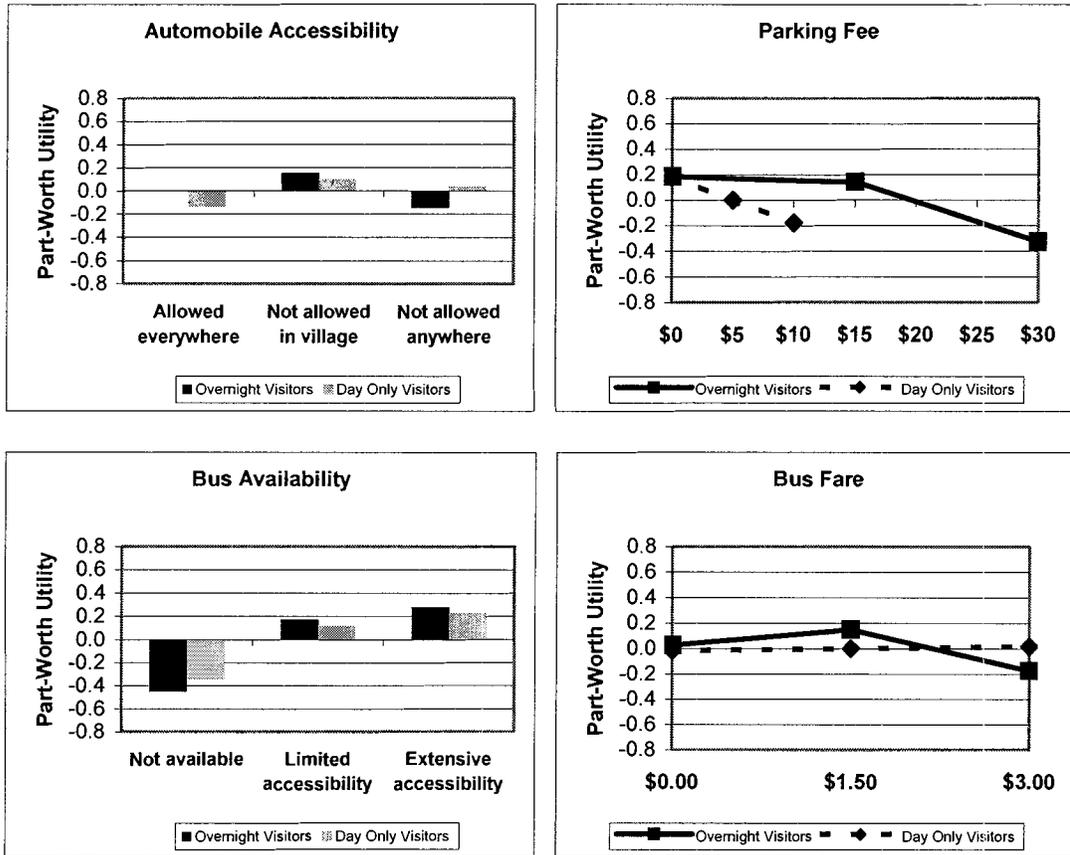 Automobile Accessibility
Part-Worth Utility
0.8
0.6
0.4
0.2
0.0
-0.2
-0.4
-0.6
-0.8
Allowed everywhere
Not allowed in village
Not allowed anywhere
Overnight Visitors Day Only Visitors
Parking Fee
Part-Worth Utility
0.8
0.6
0.4
0.2
0.0
-0.2
-0.4
-0.6
-0.8
$0 $5 $10 $15 $20 $25 $30
Overnight Visitors Day Only Visitors
Bus Availability
Part-Worth Utility
0.8
0.6
0.4
0.2
0.0
-0.2
-0.4
-0.6
-0.8
Not available
Limited accessibility
Extensive accessibility
Overnight Visitors Day Only Visitors
Bus Fare
Part-Worth Utility
0.8
0.6
0.4
0.2
0.0
-0.2
-0.4
-0.6
-0.8
$0.00 $1.50 $3.00
Overnight Visitors Day Only Visitors